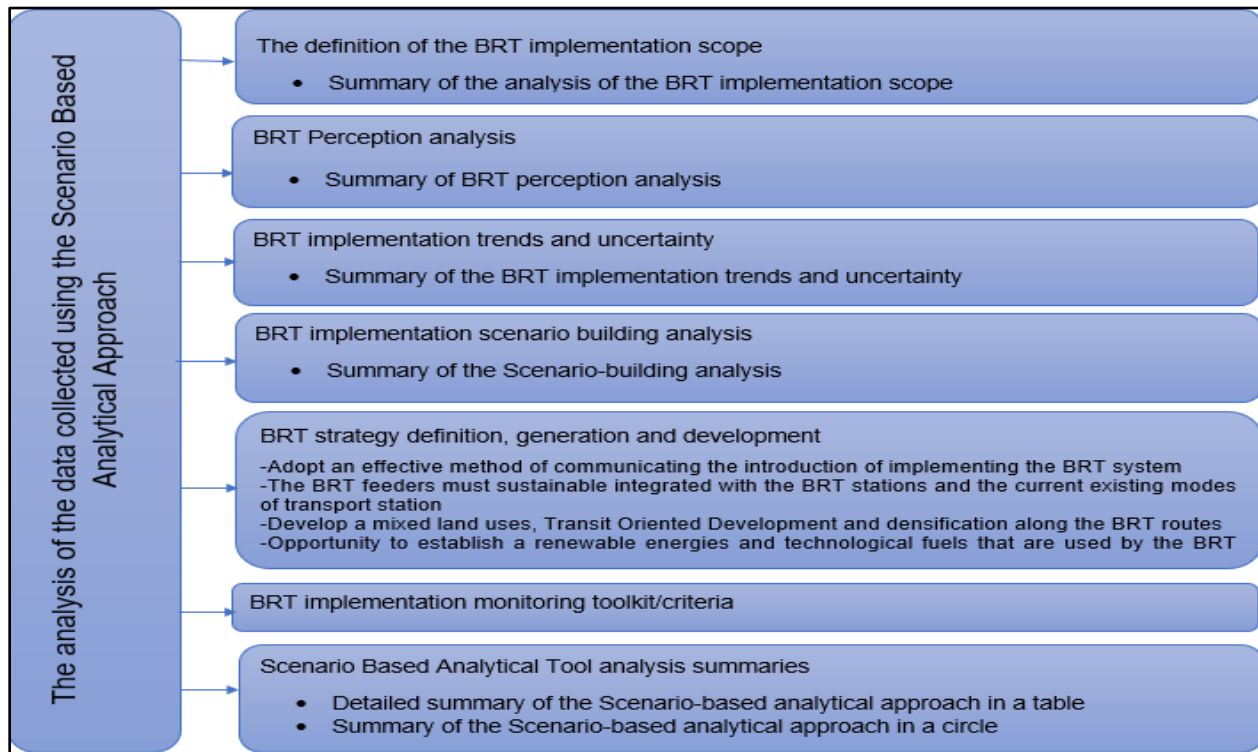 The analysis of the data collected using the Scenario Based
Analytical Approach
The definition of the BRT implementation scope
• Summary of the analysis of the BRT implementation scope
BRT Perception analysis
• Summary of BRT perception analysis
BRT implementation trends and uncertainty
• Summary of the BRT implementation trends and uncertainty
BRT implementation scenario building analysis
• Summary of the Scenario-building analysis
BRT strategy definition, generation and development
-Adopt an effective method of communicating the introduction of implementing the BRT system
-The BRT feeders must sustainable integrated with the BRT stations and the current existing modes
of transport station
-Develop a mixed land uses, Transit Oriented Development and densification along the BRT routes
-Opportunity to establish a renewable energies and technological fuels that are used by the BRT
BRT implementation monitoring toolkit/criteria
Scenario Based Analytical Tool analysis summaries
• Detailed summary of the Scenario-based analytical approach in a table
• Summary of the Scenario-based analytical approach in a circle